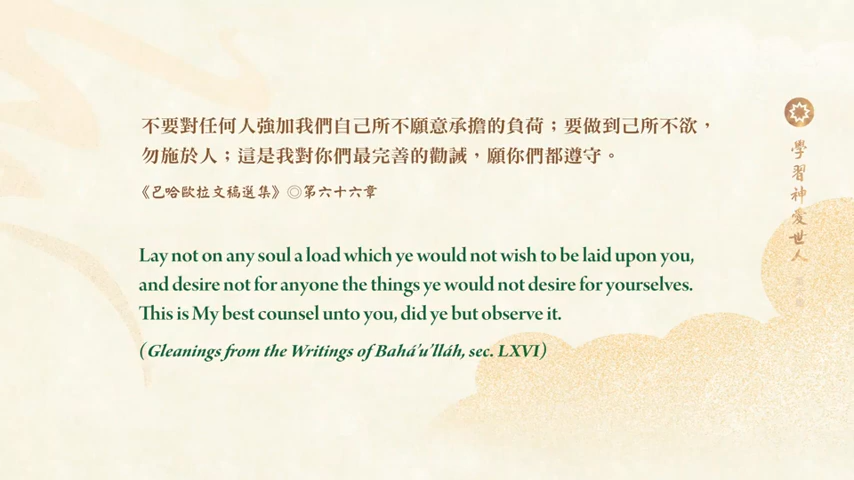 不要對任何人強加我們自己所不願意承擔的負荷；要做到己所不欲，
勿施於人；這是我對你們最完善的勸誡，願你們都遵守。
《巴哈歐拉文稿選集》◎第六十六章
Lay not on any soul a load which ye would not wish to be laid upon you,
and desire not for anyone the things ye would not desire for yourselves.
This is My best counsel unto you, did ye but observe it.
(Gleanings from the Writings of Bahá’u’lláh, sec. LXVI)
學習神愛世人